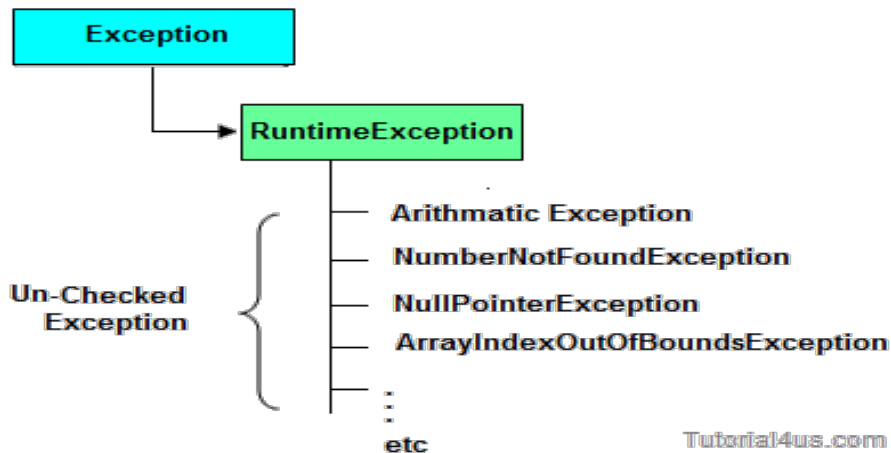 Exception
RuntimeException
Arithmatic Exception
NumberNotFoundException
NullPointerException
ArrayIndexOutOfBoundsException
etc
Un-Checked
Exception
Tutorial4us.com